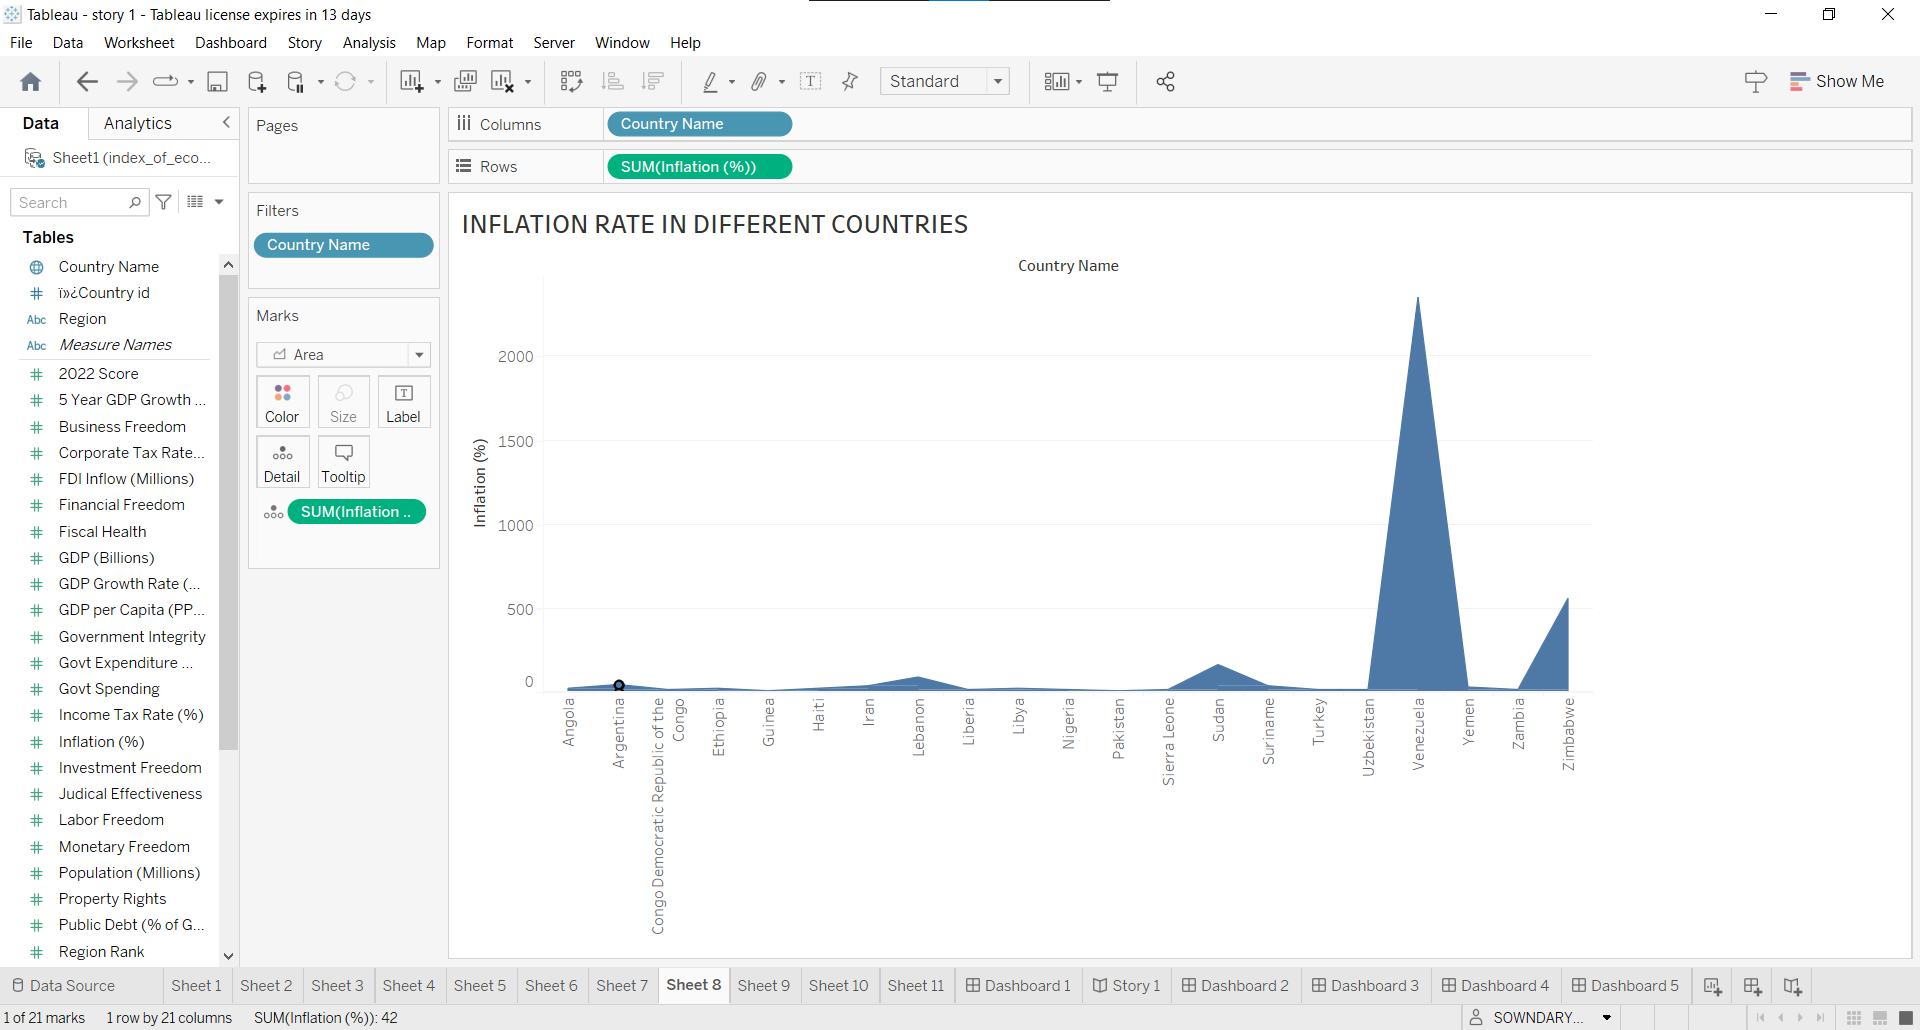 Tableau - story 1 - Tableau license expires in 13 days
File Data Worksheet Dashboard Story Analysis Map Format Server Window Help
Standard
Show Me
Data Analytics
Sheet1 (index_of_eco...
Search
Tables
Country Name
ï»¿Country id
Abc Region
Abc Measure Names
2022 Score
5 Year GDP Growth ...
Business Freedom
Corporate Tax Rate...
FDI Inflow (Millions)
Financial Freedom
Fiscal Health
GDP (Billions)
GDP Growth Rate (...
GDP per Capita (PP...
Government Integrity
Govt Expenditure ...
Govt Spending
Income Tax Rate (%)
Inflation (%)
Investment Freedom
Judical Effectiveness
Labor Freedom
Monetary Freedom
Population (Millions)
Property Rights
Public Debt (% of G...
Region Rank
Pages
Filters
Country Name
Marks
Area
Color Size Label
Detail Tooltip
SUM(Inflation ..
Columns Country Name
Rows SUM(Inflation (%))
INFLATION RATE IN DIFFERENT COUNTRIES
Country Name
Inflation (%)
2000
1500
1000
500
0
Angola
Argentina
Congo Democratic Republic of the
Congo
Ethiopia
Guinea
Haiti
Iran
Lebanon
Liberia
Libya
Nigeria
Pakistan
Sierra Leone
Sudan
Suriname
Turkey
Uzbekistan
Venezuela
Yemen
Zambia
Zimbabwe
Data Source Sheet 1 Sheet 2 Sheet 3 Sheet 4 Sheet 5 Sheet 6 Sheet 7 Sheet 8 Sheet 9 Sheet 10 Sheet 11 Dashboard 1 Story 1 Dashboard 2 Dashboard 3 Dashboard 4 Dashboard 5
1 of 21 marks 1 row by 21 columns SUM(Inflation (%)): 42 SOWNDARY...